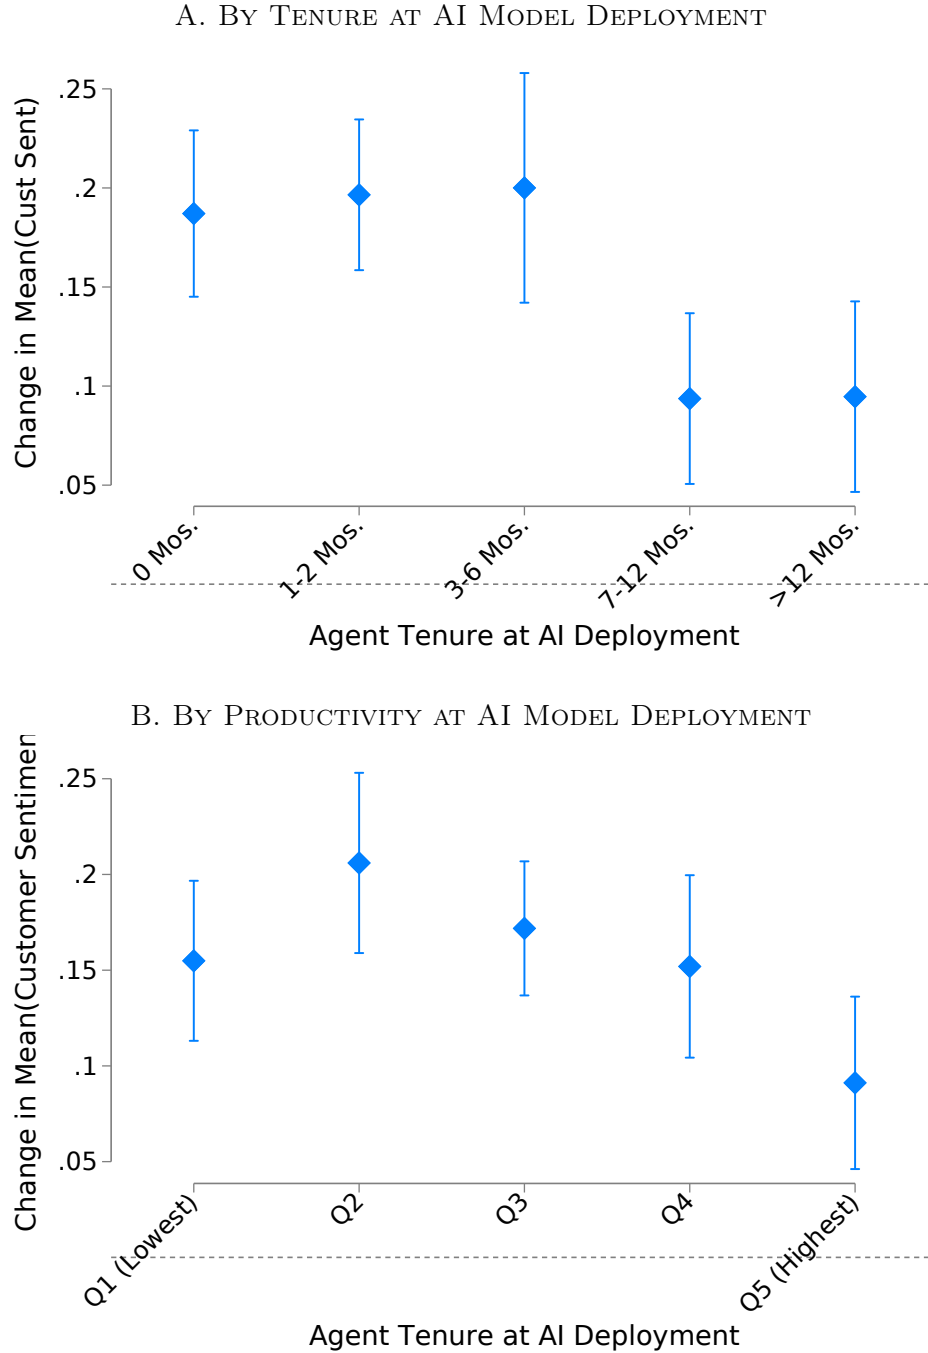 A. By Tenure at AI Model Deployment
Change in Mean(Cust Sent)
.25
.2
.15
.1
.05
0 Mos.
1-2 Mos.
3-6 Mos.
7-12 Mos.
>12 Mos.
Agent Tenure at AI Deployment
B. By Productivity at AI Model Deployment
Change in Mean(Customer Sentimen
.25
.2
.15
.1
.05
Q1 (Lowest)
Q2
Q3
Q4
Q5 (Highest)
Agent Tenure at AI Deployment